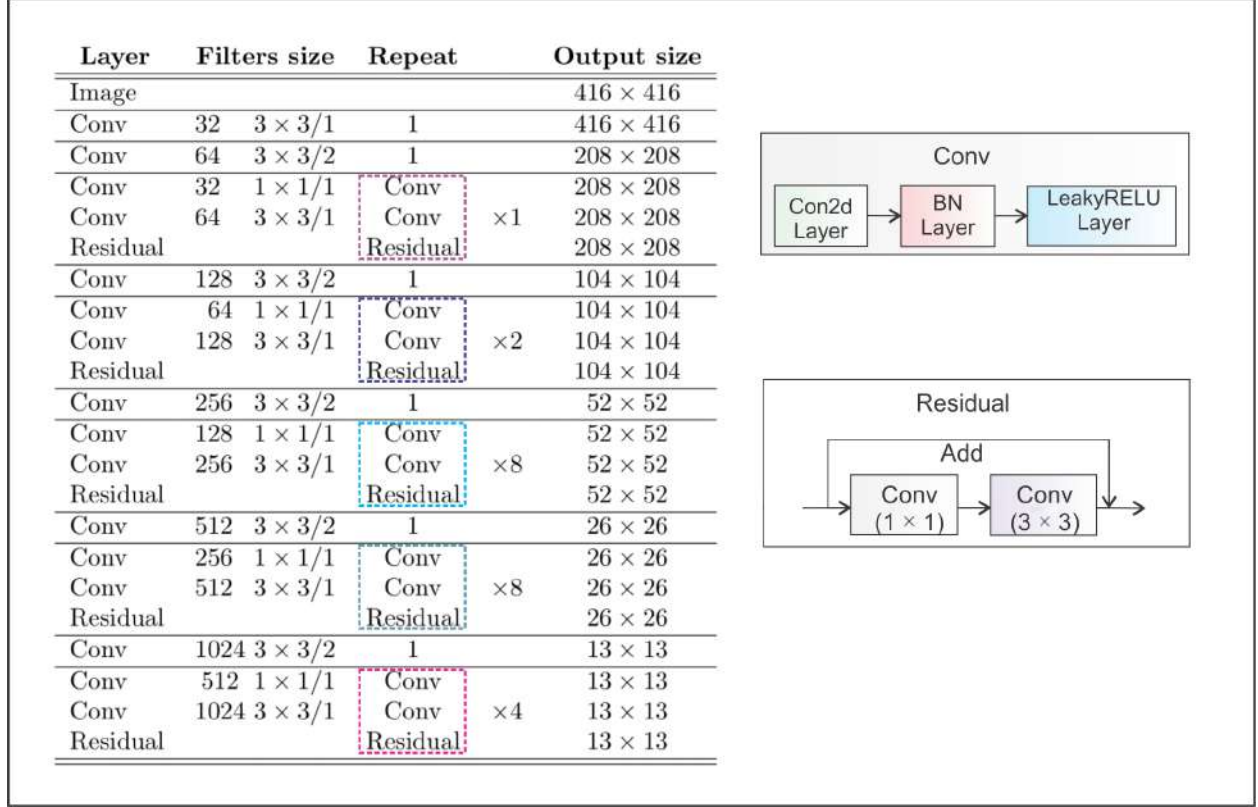 Layer Filters size Repeat Output size
Image 416 × 416
Conv 32 3 × 3/1 1 416 × 416
Conv 64 3 × 3/2 1 208 × 208
Conv 32 1 × 1/1 Conv 208 × 208
Conv 64 3 × 3/1 Conv ×1 208 × 208
Residual Residual 208 × 208
Conv 128 3 × 3/2 1 104 × 104
Conv 64 1 × 1/1 Conv 104 × 104
Conv 128 3 × 3/1 Conv ×2 104 × 104
Residual Residual 104 × 104
Conv 256 3 × 3/2 1 52 × 52
Conv 128 1 × 1/1 Conv 52 × 52
Conv 256 3 × 3/1 Conv ×8 52 × 52
Residual Residual 52 × 52
Conv 512 3 × 3/2 1 26 × 26
Conv 256 1 × 1/1 Conv 26 × 26
Conv 512 3 × 3/1 Conv ×8 26 × 26
Residual Residual 26 × 26
Conv 1024 3 × 3/2 1 13 × 13
Conv 512 1 × 1/1 Conv 13 × 13
Conv 1024 3 × 3/1 Conv ×4 13 × 13
Residual Residual 13 × 13
Conv
Con2d
Layer
BN
Layer
LeakyRELU
Layer
Residual
Add
Conv
(1 × 1)
Conv
(3 × 3)